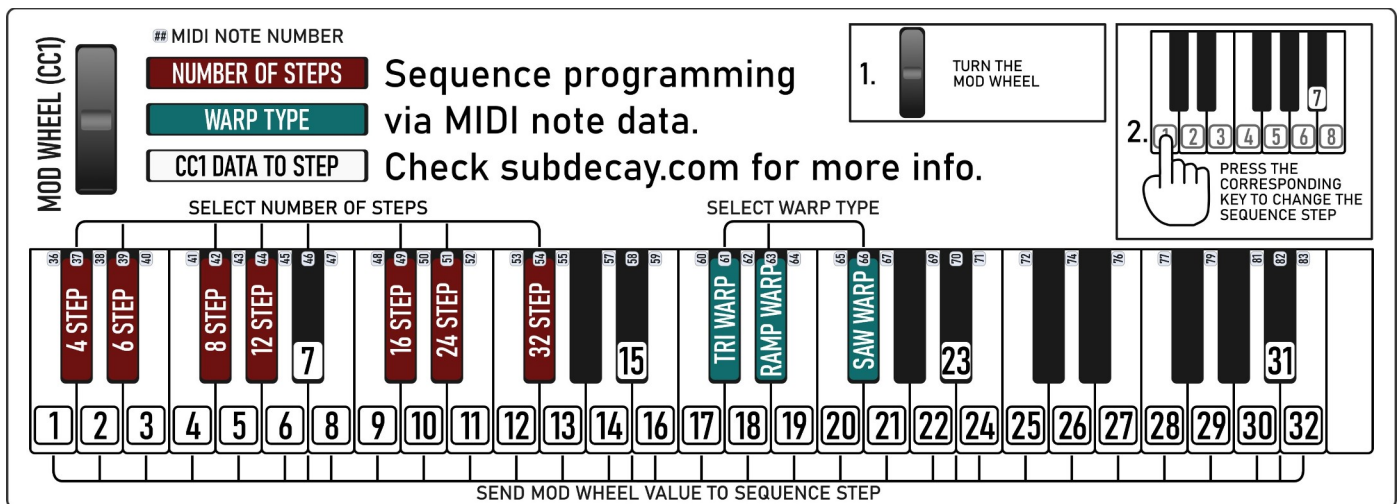 MOD WHEEL (CC1)
## MIDI NOTE NUMBER
NUMBER OF STEPS
WARP TYPE
CC1 DATA TO STEP
Sequence programming
via MIDI note data.
Check subdecay.com for more info.
1.
TURN THE
MOD WHEEL
7
2.
1 2 3 4 5 6 8
PRESS THE
CORRESPONDING
KEY TO CHANGE THE
SEQUENCE STEP
SELECT NUMBER OF STEPS
SELECT WARP TYPE
36 37 38 39 40 41 42 43 44 45 46 47 48 49 50 51 52 53 54 55 57 58 59 60 61 62 63 64 65 66 67 69 70 71 72 74 76 77 79 81 82 83
4 STEP
6 STEP
8 STEP
12 STEP
16 STEP
24 STEP
32 STEP
TRI WARP
RAMP WARP
SAW WARP
7 15 23 31
1 2 3 4 5 6 8 9 10 11 12 13 14 16 17 18 19 20 21 22 24 25 26 27 28 29 30 32
SEND MOD WHEEL VALUE TO SEQUENCE STEP